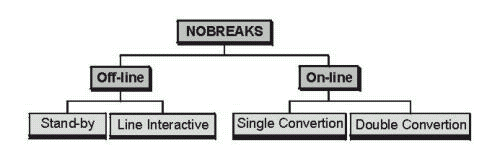 NOBREAKS
Off-line
On-line
Stand-by
Line Interactive
Single Convertion
Double Convertion